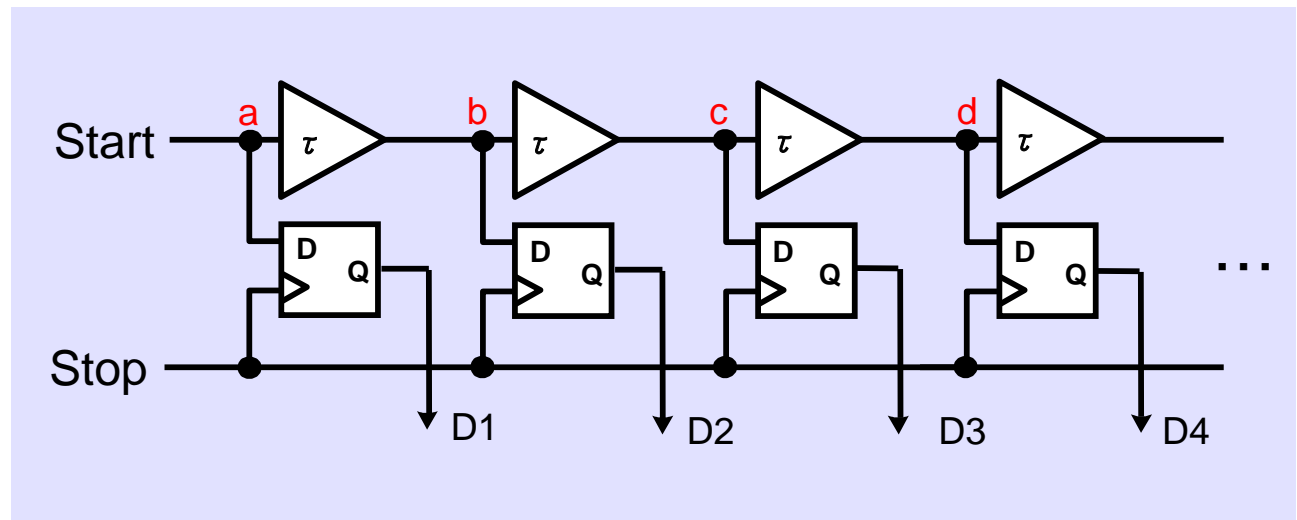 a b c d
Start τ τ τ τ
D Q D Q D Q D Q
...
Stop
D1 D2 D3 D4